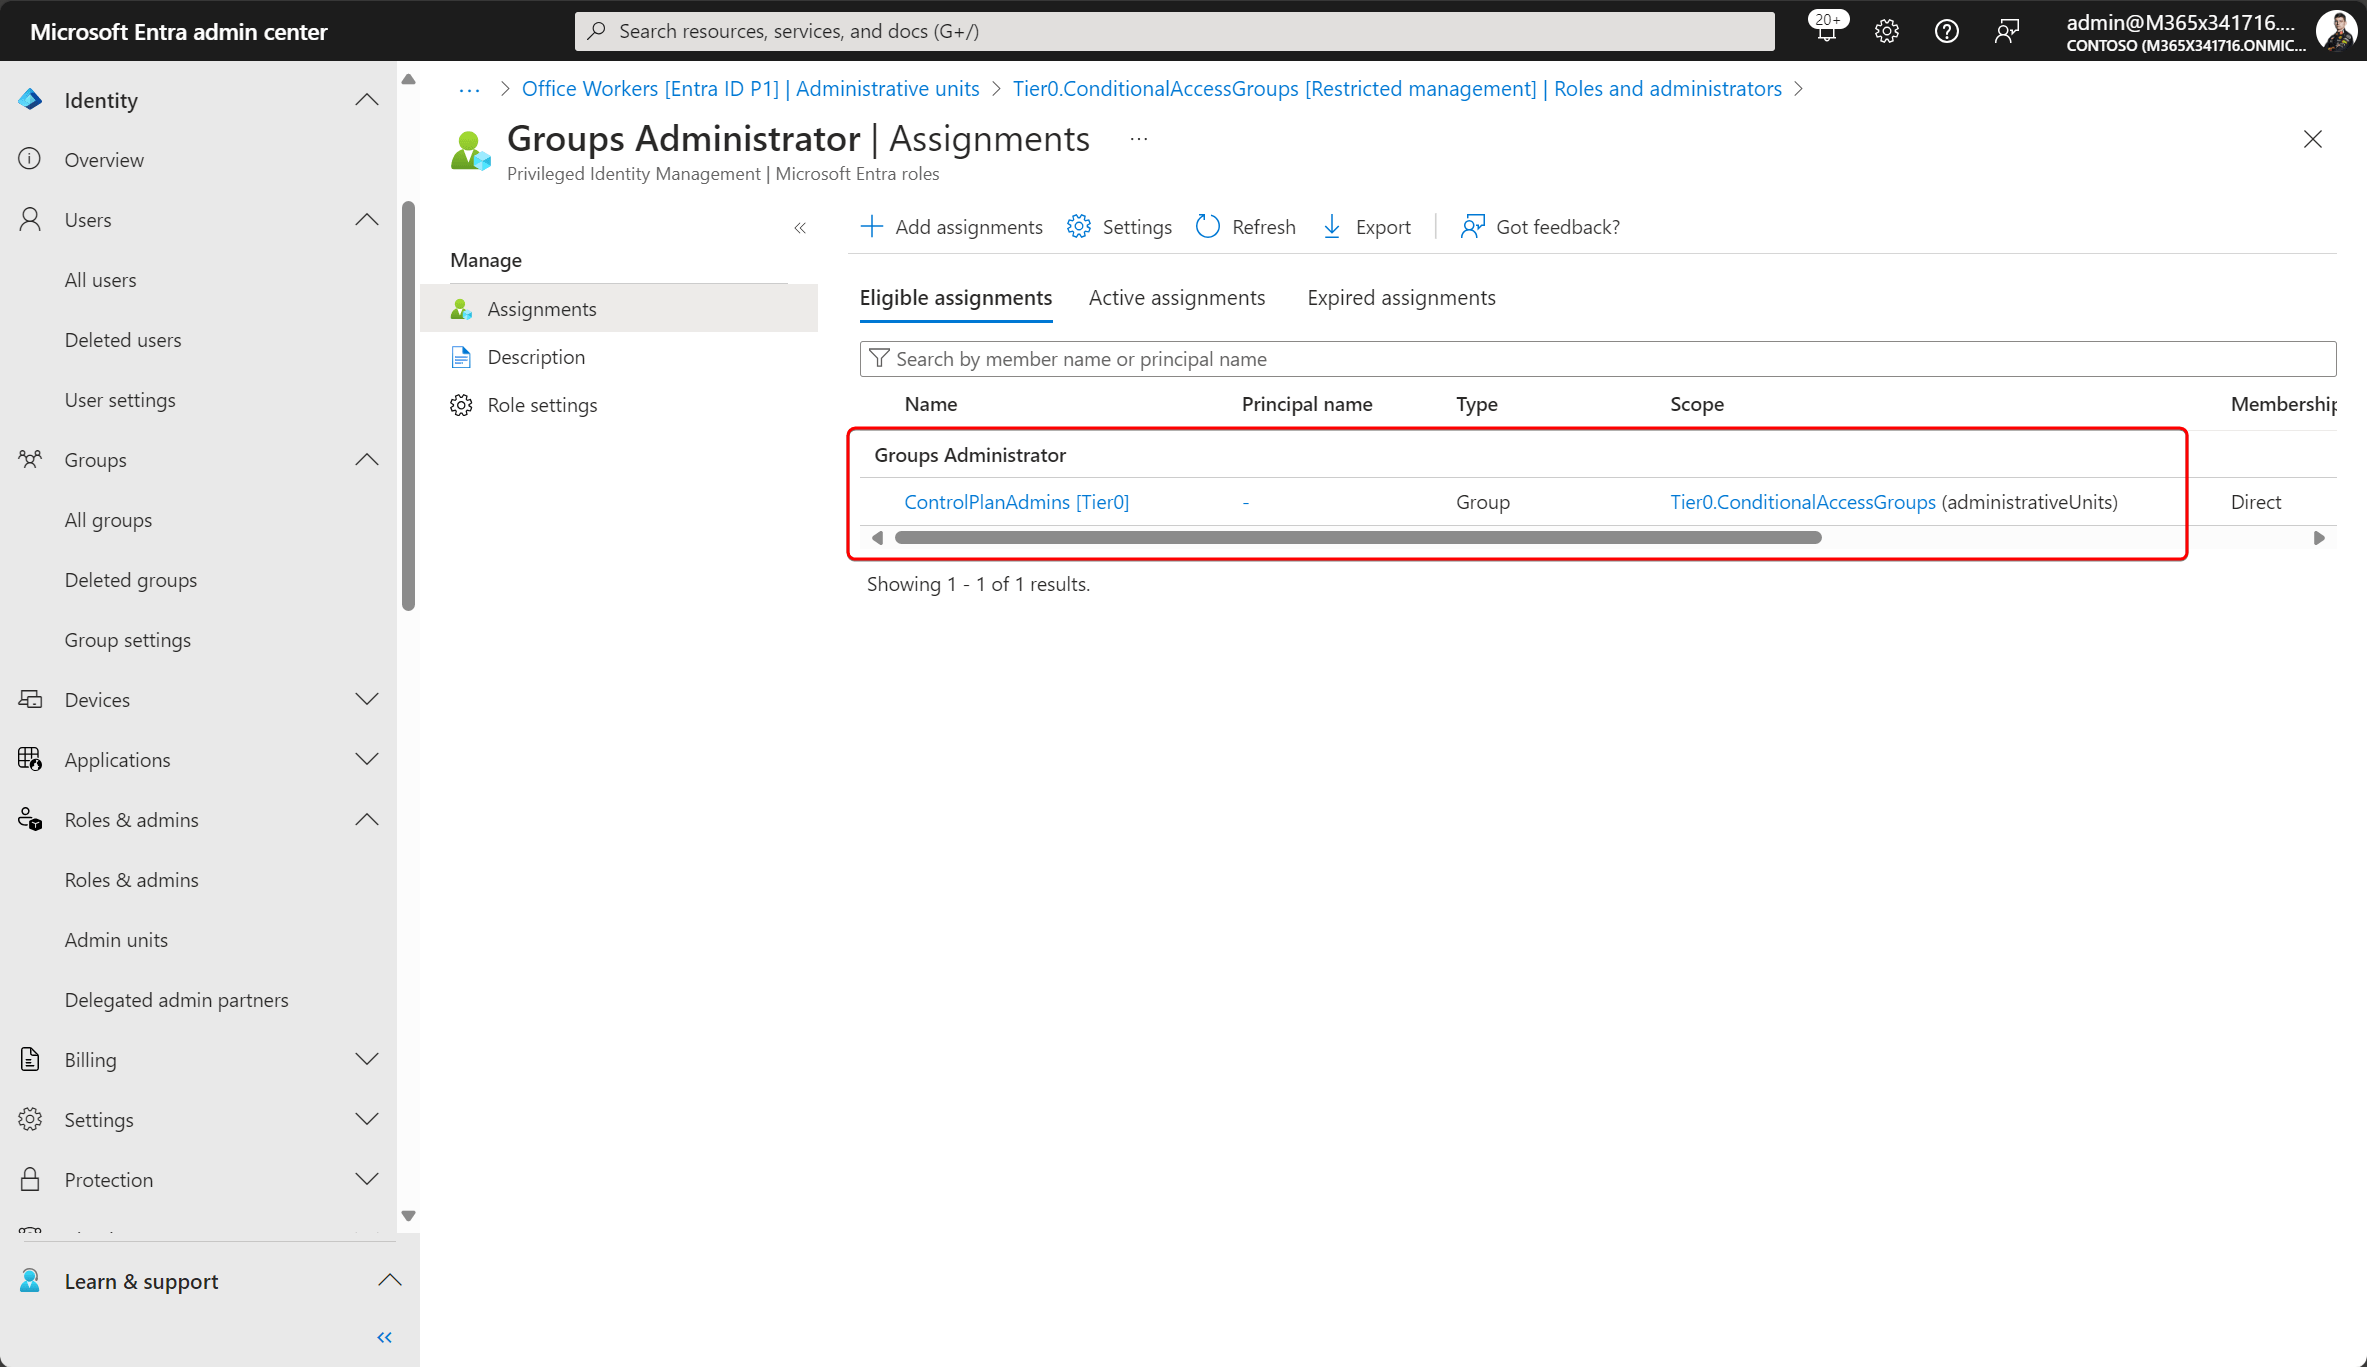 Microsoft Entra admin center
Search resources, services, and docs (G+/)
20+
admin@M365x341716....
CONTOSO (M365X341716.ONMIC...
Identity
Overview
Users
All users
Deleted users
User settings
Groups
All groups
Deleted groups
Group settings
Devices
Applications
Roles & admins
Roles & admins
Admin units
Delegated admin partners
Billing
Settings
Protection
Learn & support
... > Office Workers [Entra ID P1] | Administrative units > Tier0.ConditionalAccessGroups [Restricted management] | Roles and administrators >
Groups Administrator | Assignments ...
Privileged Identity Management | Microsoft Entra roles
Manage
Assignments
Description
Role settings
Add assignments Settings Refresh Export Got feedback?
Eligible assignments Active assignments Expired assignments
Search by member name or principal name
Name Principal name Type Scope Membership
Groups Administrator
ControlPlanAdmins [Tier0] - Group Tier0.ConditionalAccessGroups (administrativeUnits) Direct
Showing 1 - 1 of 1 results.